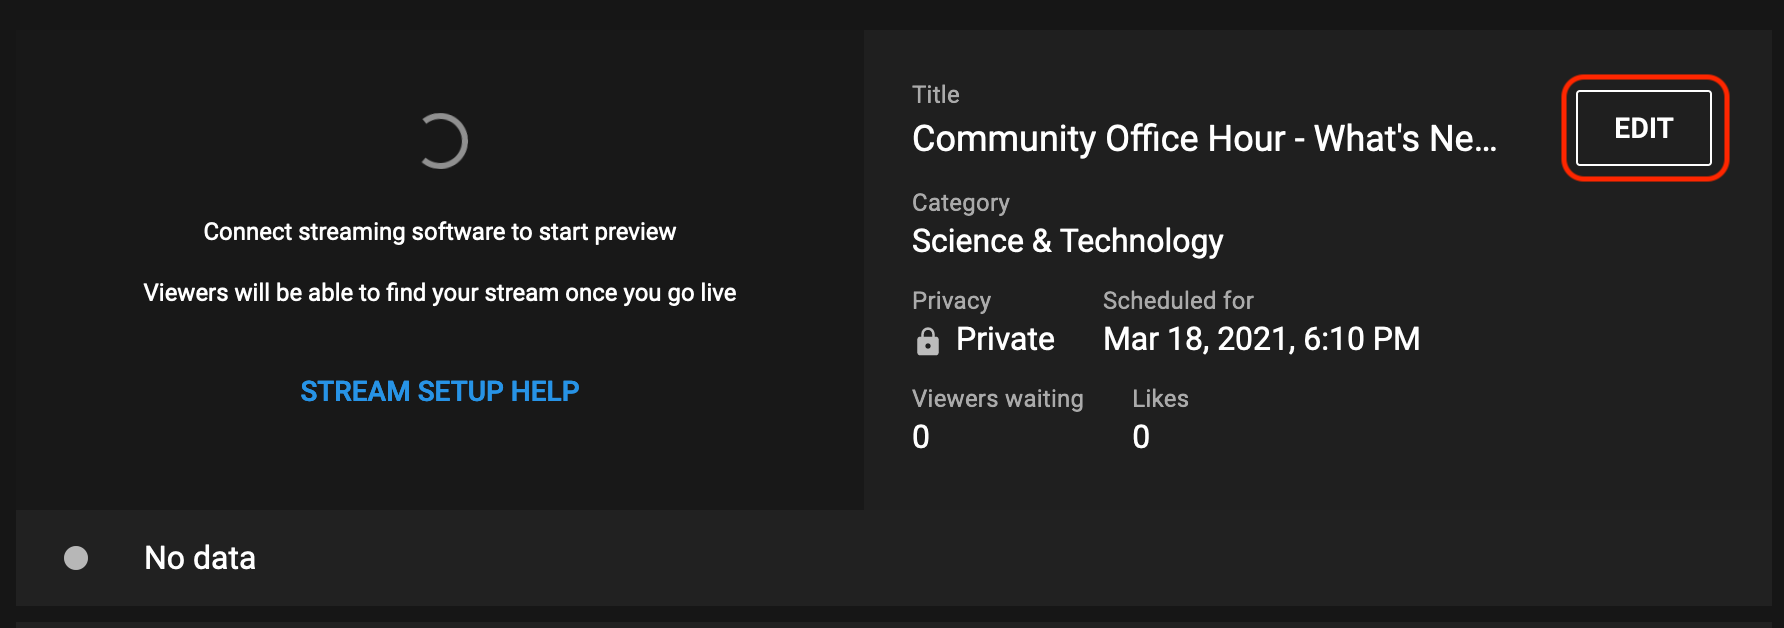 Connect streaming software to start preview
Viewers will be able to find your stream once you go live
STREAM SETUP HELP
Title
Community Office Hour - What's Ne...
EDIT
Category
Science & Technology
Privacy
Private
Scheduled for
Mar 18, 2021, 6:10 PM
Viewers waiting
0
Likes
0
No data